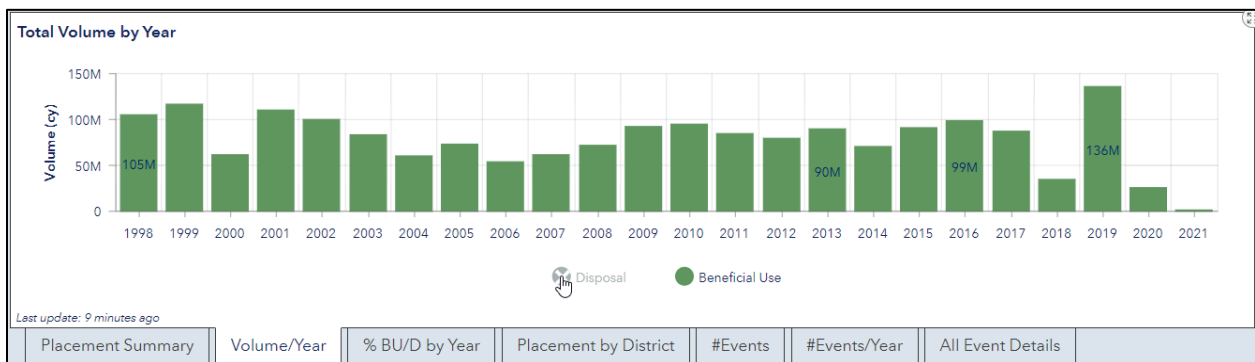 Total Volume by Year
Volume (cy)
150M
100M
50M
0
105M
90M
99M
136M
1998 1999 2000 2001 2002 2003 2004 2005 2006 2007 2008 2009 2010 2011 2012 2013 2014 2015 2016 2017 2018 2019 2020 2021
Disposal Beneficial Use
Last update: 9 minutes ago
Placement Summary Volume/Year % BU/D by Year Placement by District #Events #Events/Year All Event Details